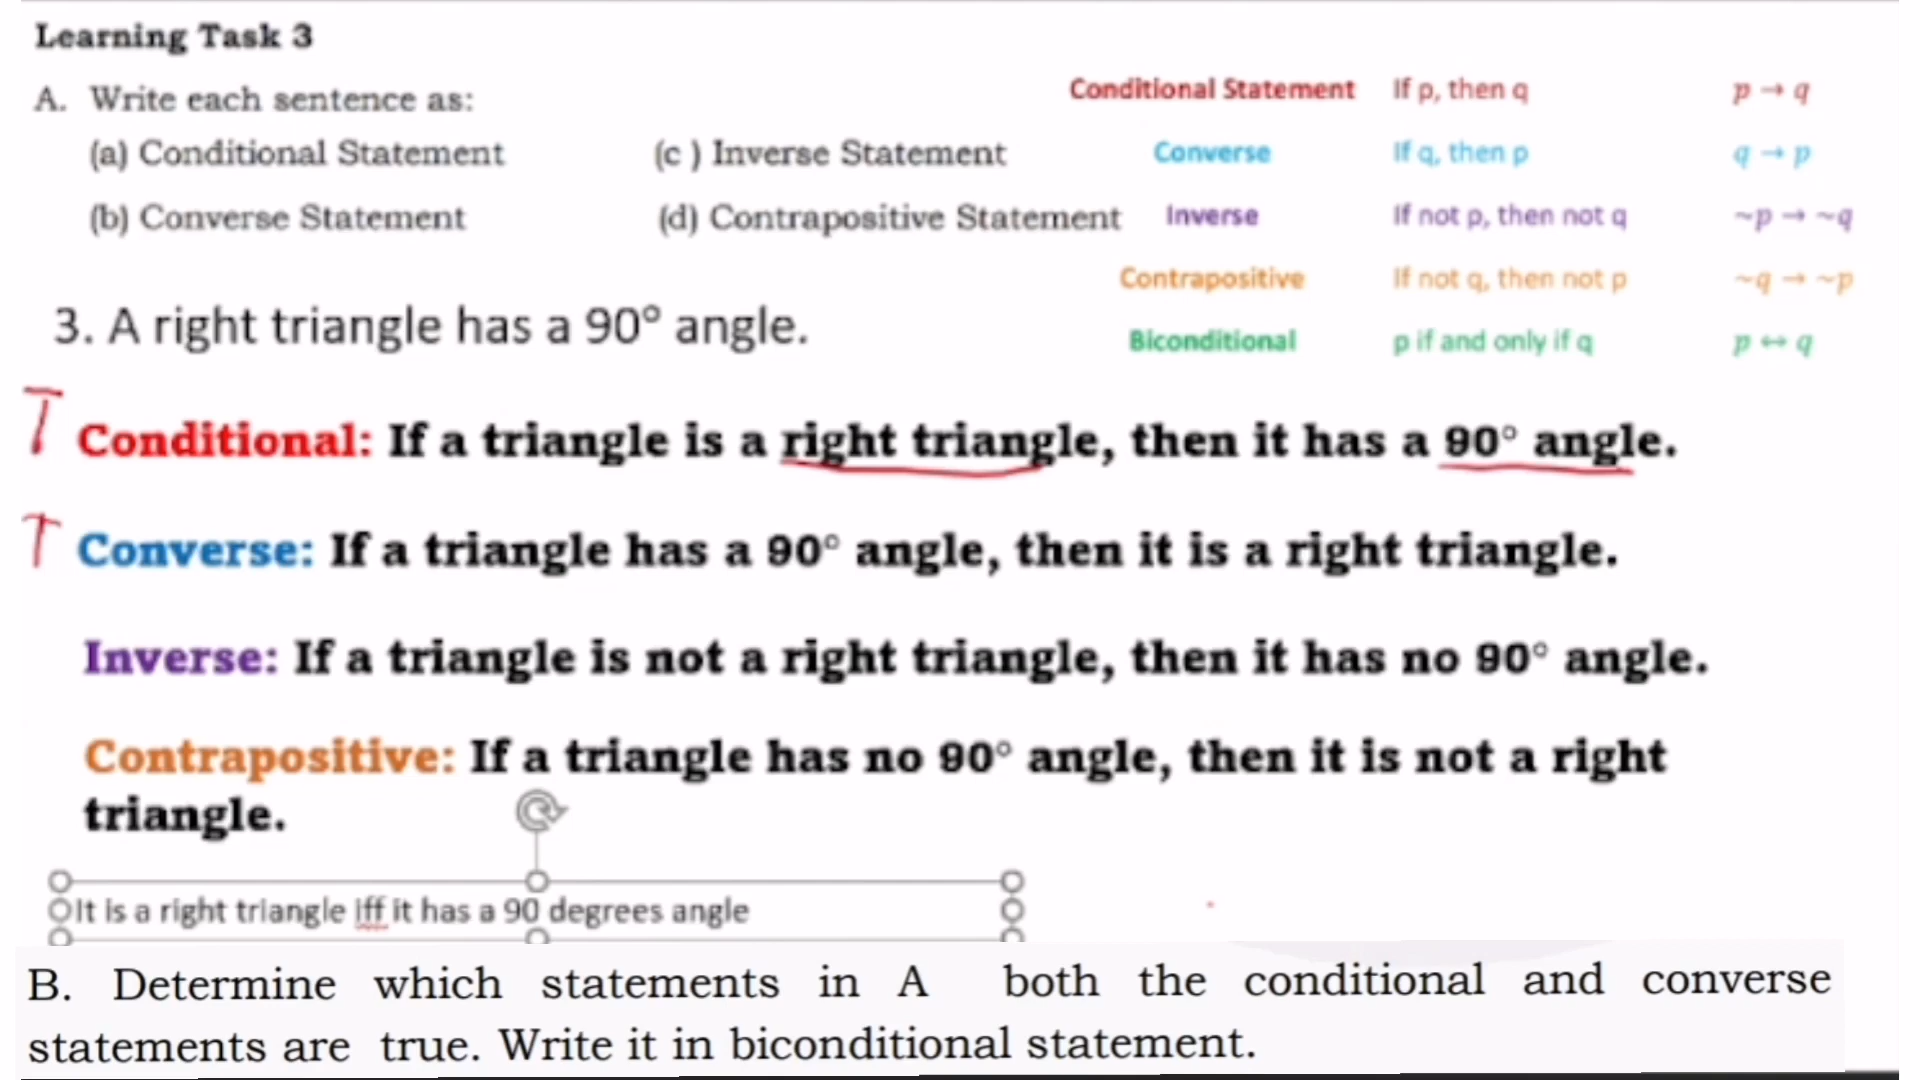 Learning Task 3
A. Write each sentence as:
(a) Conditional Statement (c ) Inverse Statement
(b) Converse Statement (d) Contrapositive Statement
Conditional Statement If p, then q p → q
Converse If q, then p q → p
Inverse If not p, then not q ~p → ~q
Contrapositive If not q, then not p ~q → ~p
Biconditional p if and only if q p ↔ q
3. A right triangle has a 90° angle.
T Conditional: If a triangle is a right triangle, then it has a 90° angle.
T Converse: If a triangle has a 90° angle, then it is a right triangle.
Inverse: If a triangle is not a right triangle, then it has no 90° angle.
Contrapositive: If a triangle has no 90° angle, then it is not a right
triangle.
It is a right triangle iff it has a 90 degrees angle
B. Determine which statements in A both the conditional and converse
statements are true. Write it in biconditional statement.